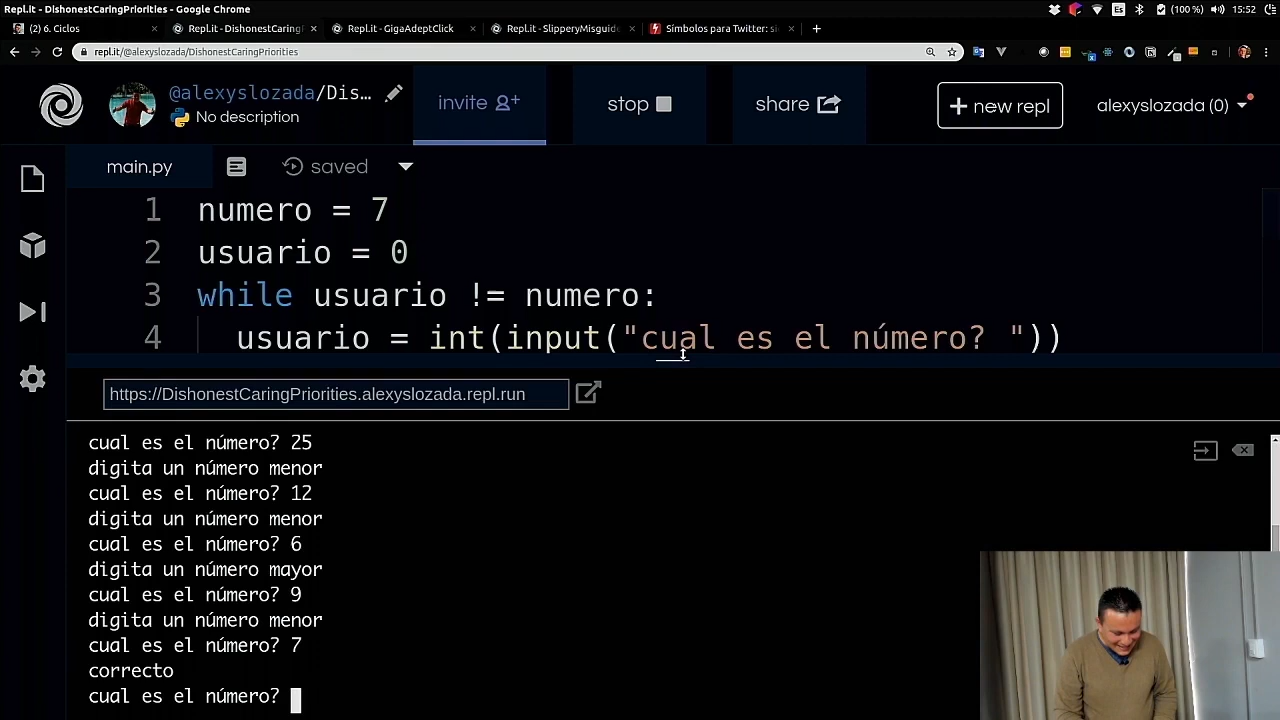 Repl.it - DishonestCaringPriorities - Google Chrome
Es
(100 %)
15:52
(2) 6. Ciclos
Repl.it - DishonestCaring
Repl.it - GigaAdeptClick
Repl.it - SlipperyMisguid
Símbolos para Twitter: si
repl.it/@alexyslozada/DishonestCaringPriorities
@alexyslozada/Dis...
No description
invite
stop
share
+ new repl
alexyslozada (0)
main.py
saved
1 numero = 7
2 usuario = 0
3 while usuario != numero:
4 usuario = int(input("cual es el número? "))
https://DishonestCaringPriorities.alexyslozada.repl.run
cual es el número? 25
digita un número menor
cual es el número? 12
digita un número menor
cual es el número? 6
digita un número mayor
cual es el número? 9
digita un número menor
cual es el número? 7
correcto
cual es el número?